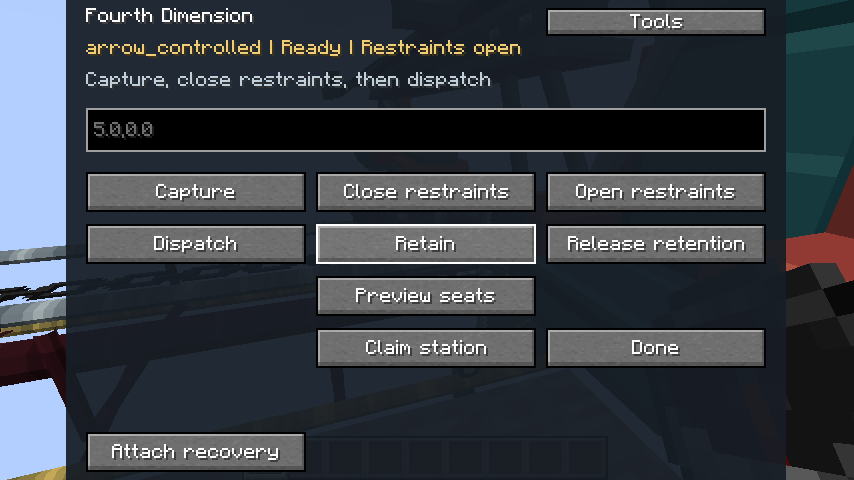 Fourth Dimension
Tools
arrow_controlled | Ready | Restraints open
Capture, close restraints, then dispatch
5.0,0.0
Capture
Close restraints
Open restraints
Dispatch
Retain
Release retention
Preview seats
Claim station
Done
Attach recovery